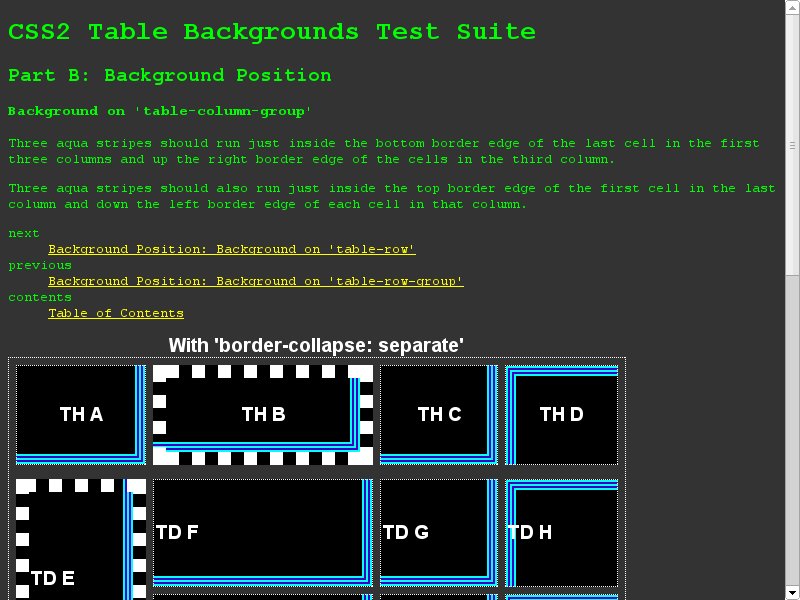 CSS2 Table Backgrounds Test Suite
Part B: Background Position
Background on 'table-column-group'
Three aqua stripes should run just inside the bottom border edge of the last cell in the first
three columns and up the right border edge of the cells in the third column.
Three aqua stripes should also run just inside the top border edge of the first cell in the last
column and down the left border edge of each cell in that column.
next
Background Position: Background on 'table-row'
previous
Background Position: Background on 'table-row-group'
contents
Table of Contents
With 'border-collapse: separate'
TH A TH B TH C TH D
TD F TD G TD H
TD E